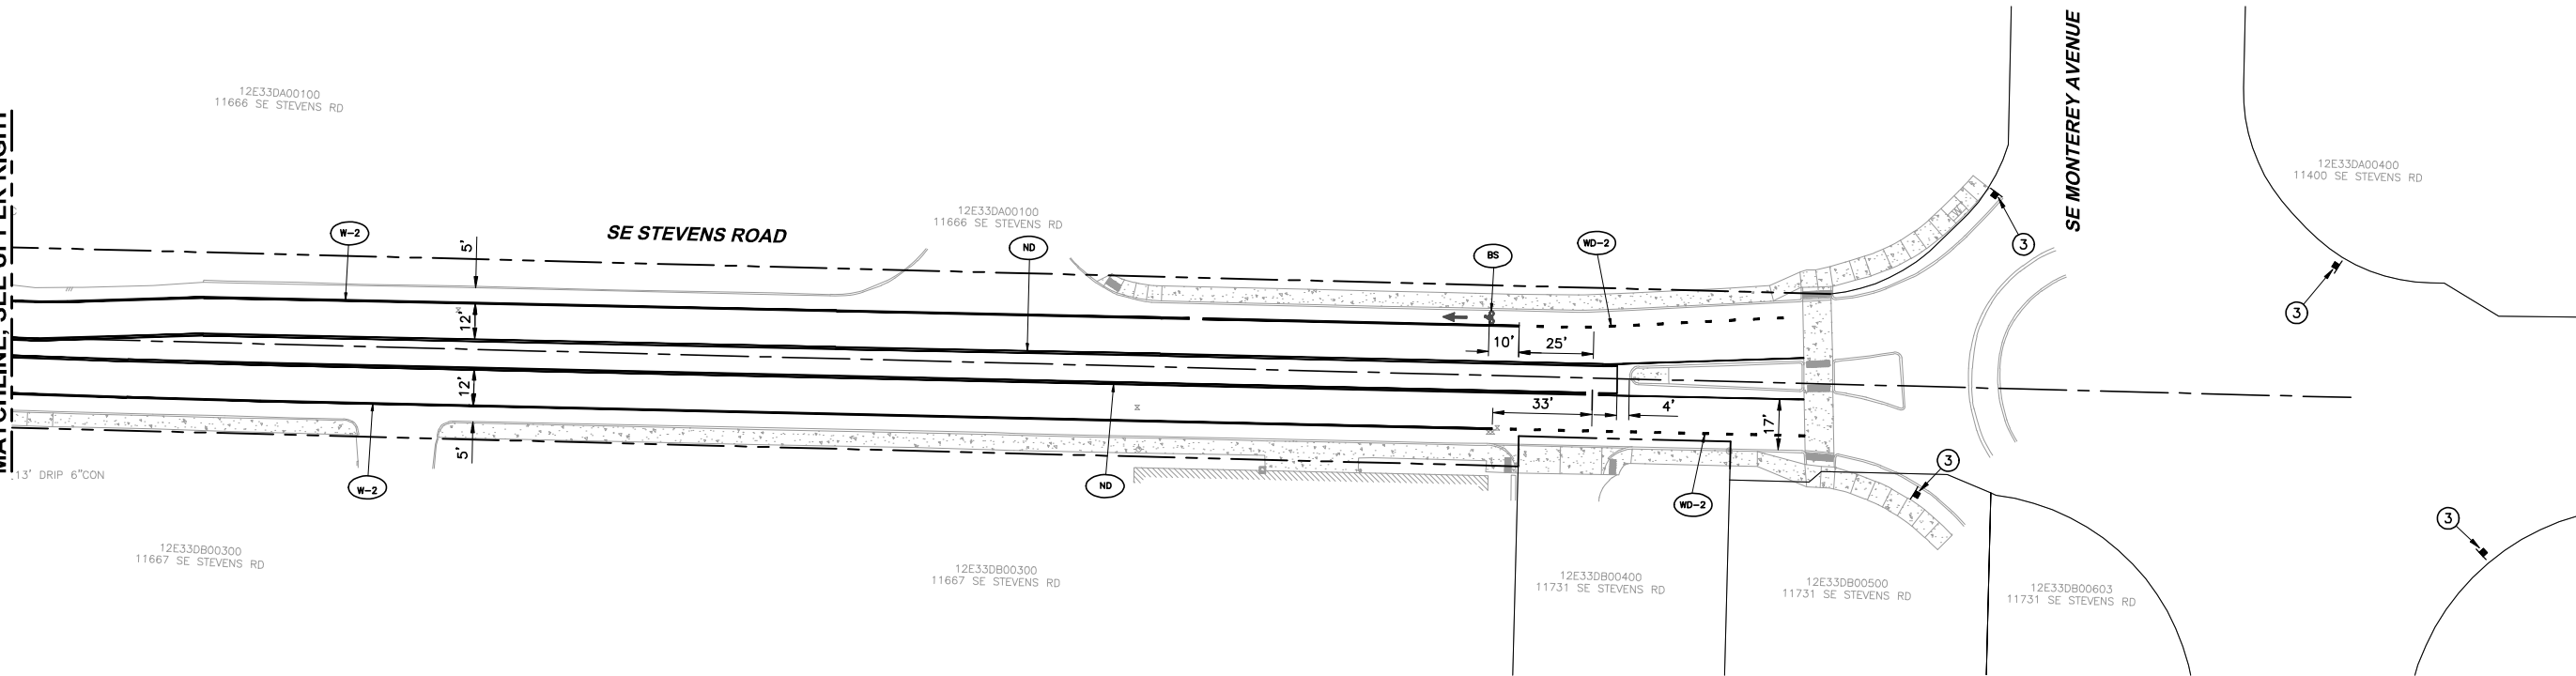 12E33DA00100
11666 SE STEVENS RD
SE MONTEREY AVENUE
12E33DA00400
11400 SE STEVENS RD
12E33DA00100
11666 SE STEVENS RD
SE STEVENS ROAD
W-2
5'
ND
BS
WD-2
3
3
12'
10'
25'
12'
33'
4'
17'
5'
13' DRIP 6"CON
W-2
ND
WD-2
3
3
12E33DB00300
11667 SE STEVENS RD
12E33DB00300
11667 SE STEVENS RD
12E33DB00400
11731 SE STEVENS RD
12E33DB00500
11731 SE STEVENS RD
12E33DB00603
11731 SE STEVENS RD